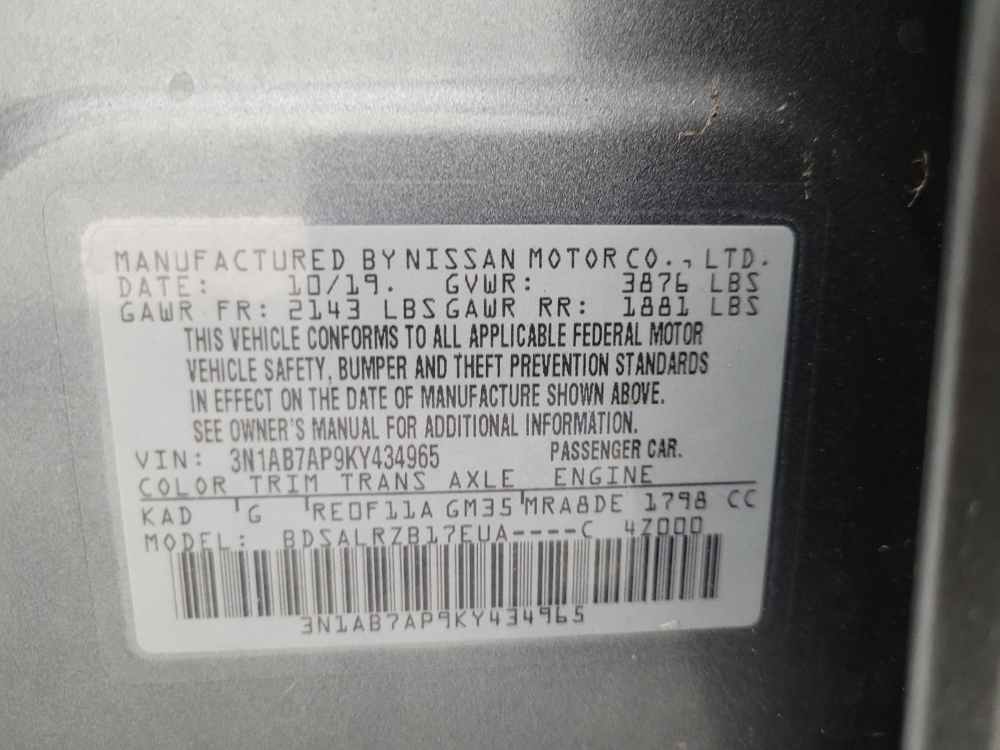 MANUFACTURED BY NISSAN MOTOR CO., LTD.
DATE: 10/19. GVWR: 3876 LBS
GAWR FR: 2143 LBS GAWR RR: 1881 LBS
THIS VEHICLE CONFORMS TO ALL APPLICABLE FEDERAL MOTOR
VEHICLE SAFETY, BUMPER AND THEFT PREVENTION STANDARDS
IN EFFECT ON THE DATE OF MANUFACTURE SHOWN ABOVE.
SEE OWNER'S MANUAL FOR ADDITIONAL INFORMATION.
VIN: 3N1AB7AP9KY434965 PASSENGER CAR.
COLOR TRIM TRANS AXLE ENGINE
KAD G RE0F11A GM35 MRA8DE 1798 CC
MODEL: BDSALRZB17EUA----C 4Z000
3N1AB7AP9KY434965